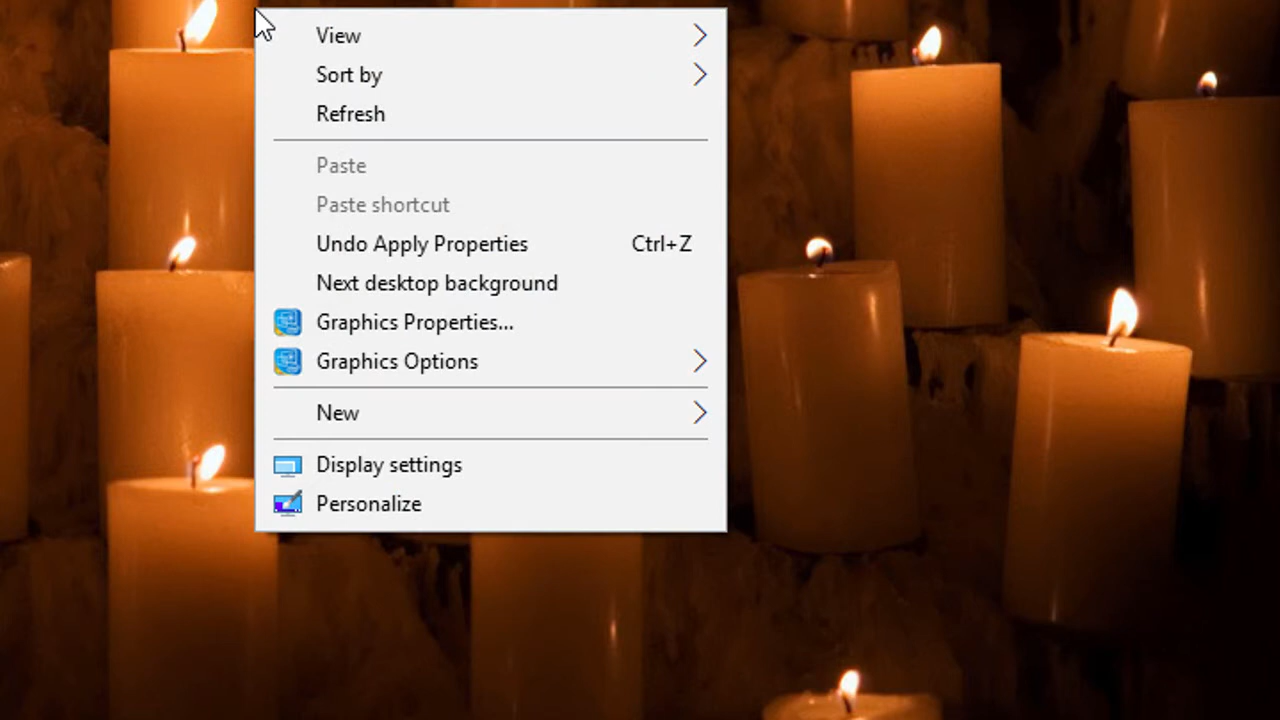 View
Sort by
Refresh
Paste
Paste shortcut
Undo Apply Properties Ctrl+Z
Next desktop background
Graphics Properties...
Graphics Options
New
Display settings
Personalize